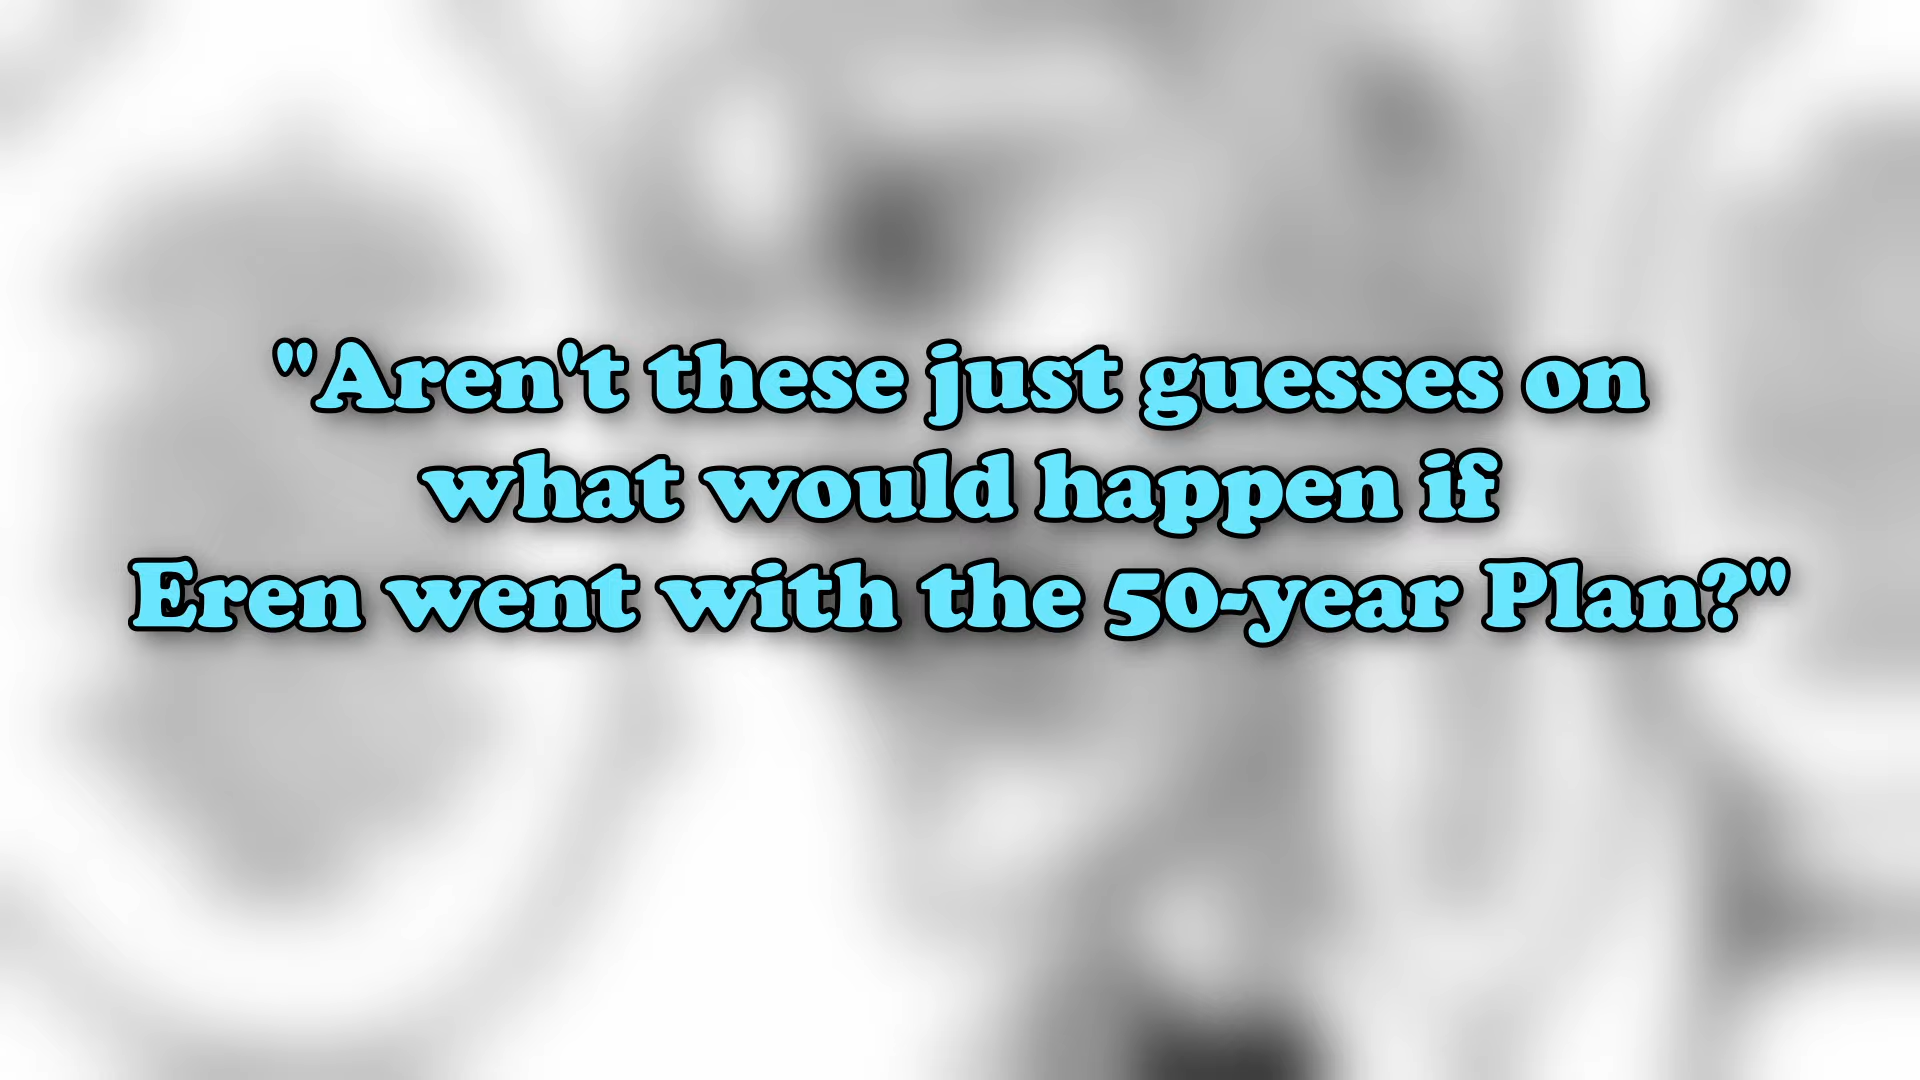 "Aren't these just guesses on
what would happen if
Eren went with the 50-year Plan?"